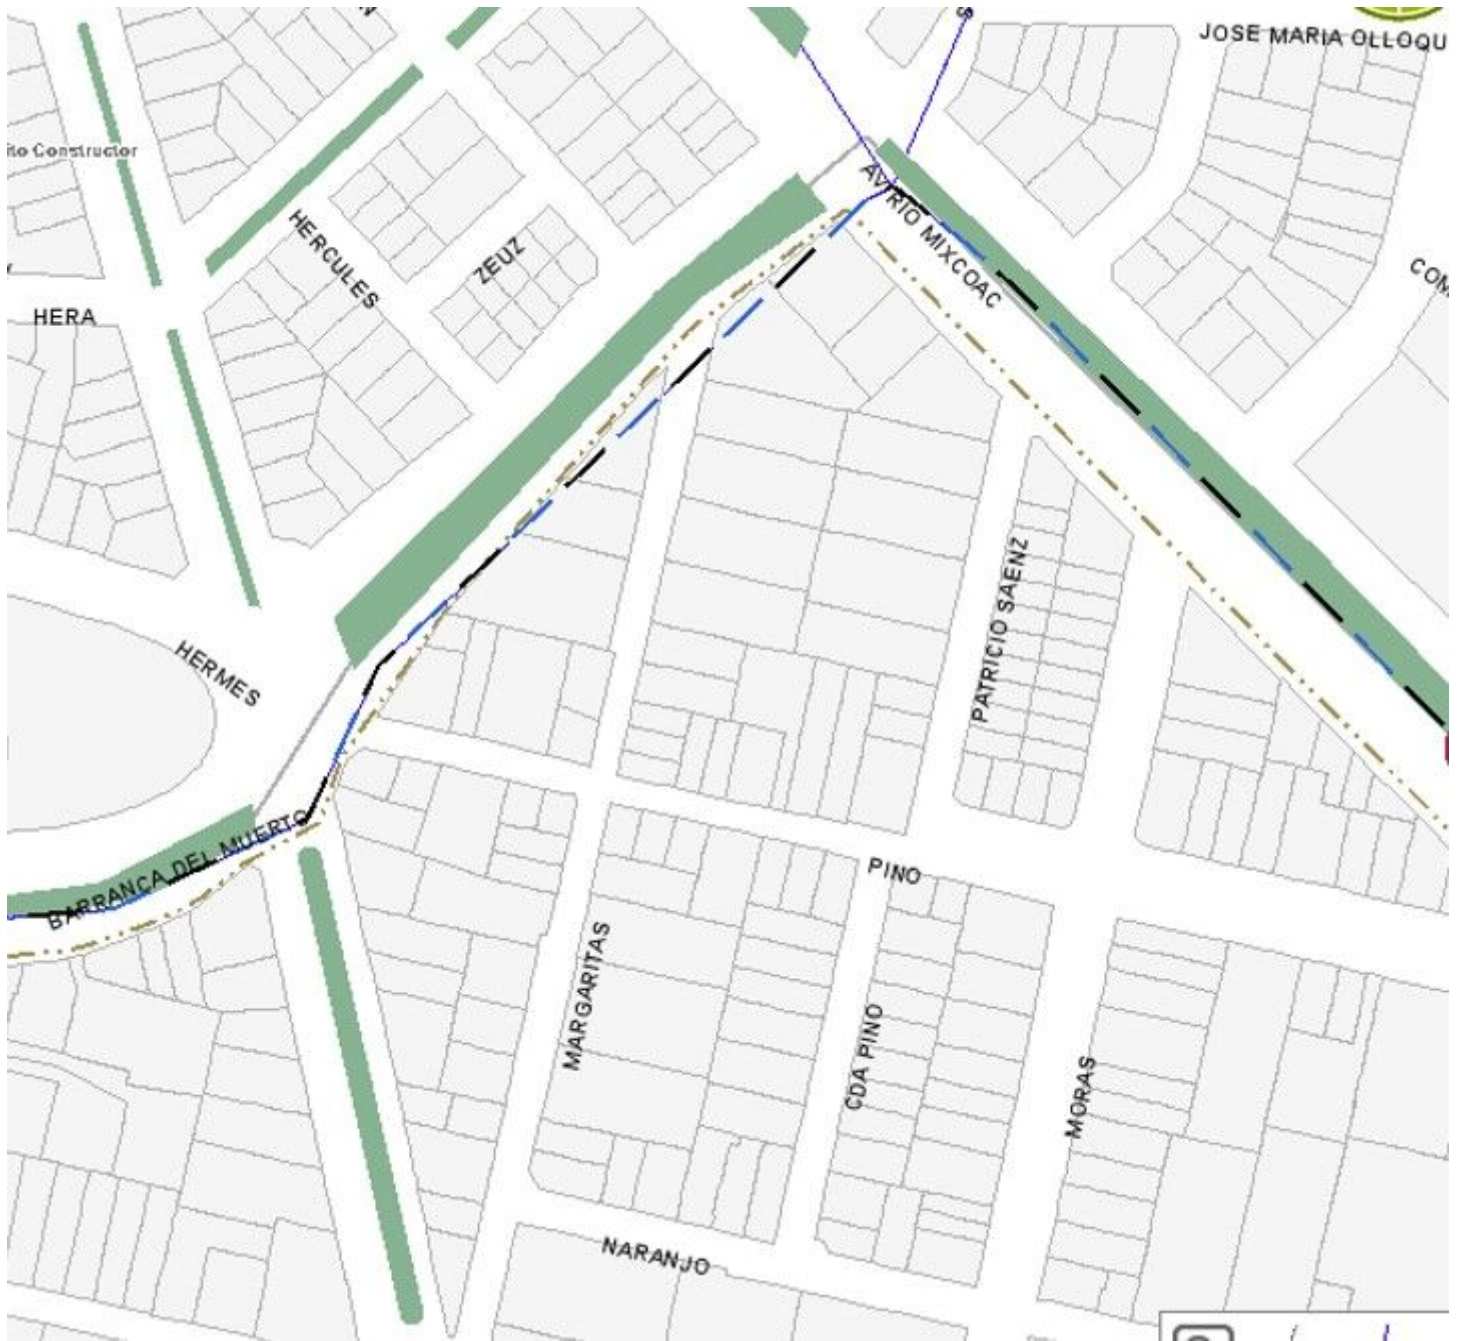 JOSE MARIA OLLOQU
ito Constructor
AV RIO MIXCOAC
HERCULES
ZEUZ
COM
HERA
PATRICIO SAENZ
HERMES
BARRANCA DEL MUERTO
PINO
MARGARITAS
CDA PINO
MORAS
NARANJO